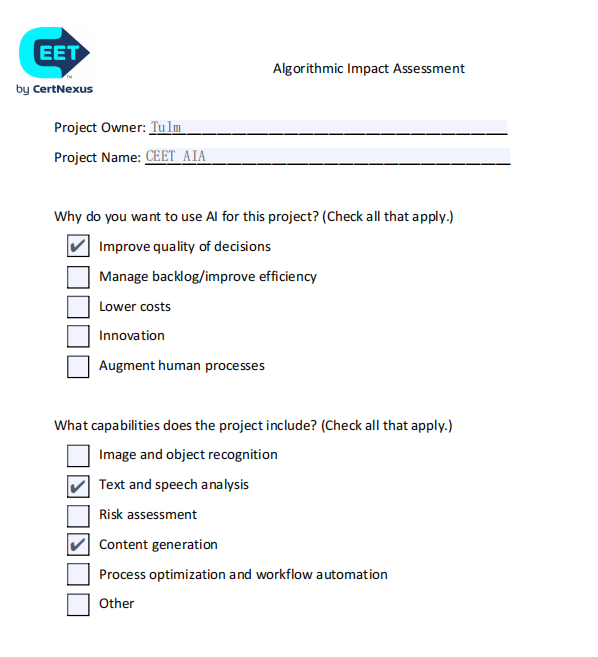 CEET
TM
by CertNexus
Algorithmic Impact Assessment
Project Owner: Tulm
Project Name: CEET AIA
Why do you want to use AI for this project? (Check all that apply.)
✔ Improve quality of decisions
Manage backlog/improve efficiency
Lower costs
Innovation
Augment human processes
What capabilities does the project include? (Check all that apply.)
Image and object recognition
✔ Text and speech analysis
Risk assessment
✔ Content generation
Process optimization and workflow automation
Other